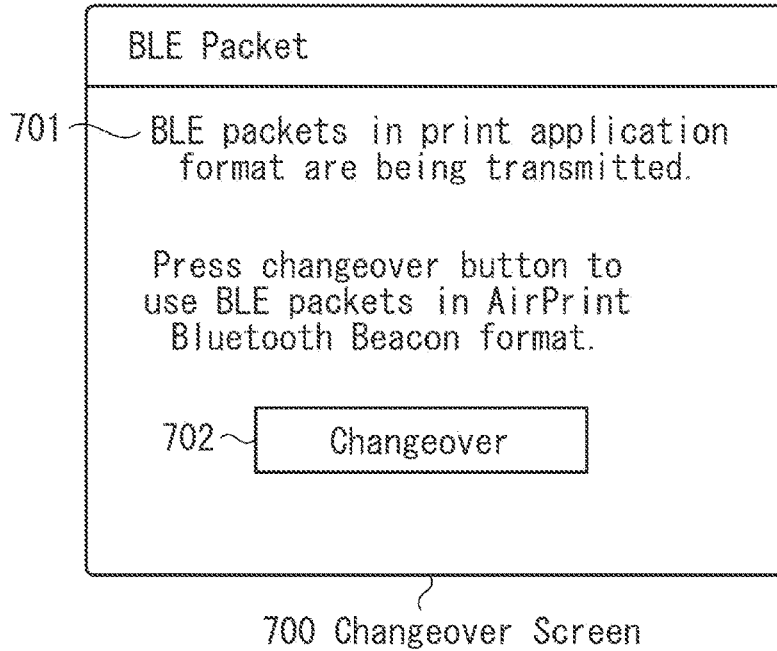 BLE Packet
701
BLE packets in print application
format are being transmitted.
Press changeover button to
use BLE packets in AirPrint
Bluetooth Beacon format.
702
Changeover
700 Changeover Screen